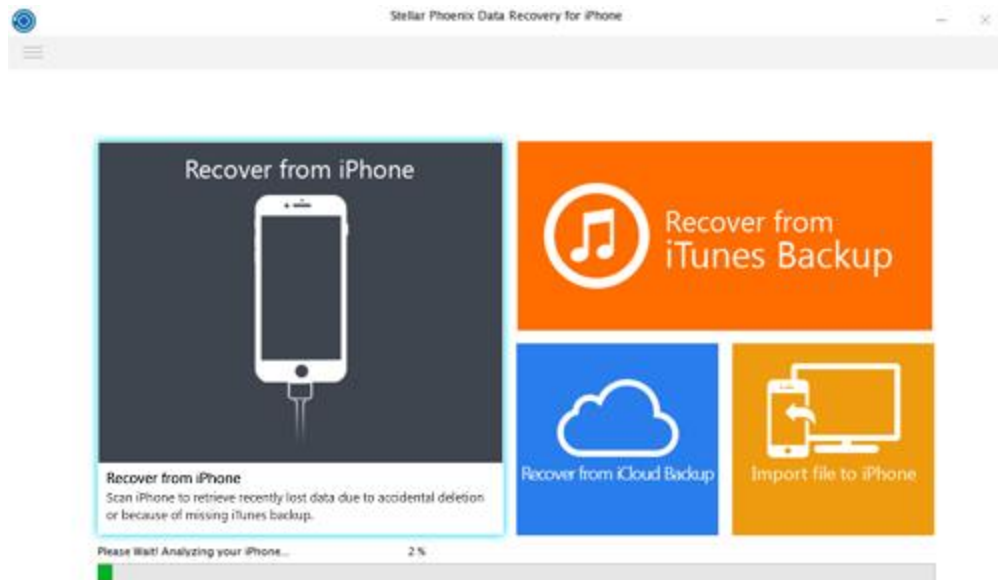 Stellar Phoenix Data Recovery for iPhone
Recover from iPhone
Recover from
iTunes Backup
Recover from iCloud Backup
Import file to iPhone
Recover from iPhone
Scan iPhone to retrieve recently lost data due to accidental deletion
or because of missing iTunes backup.
Please Wait! Analyzing your iPhone... 2 %